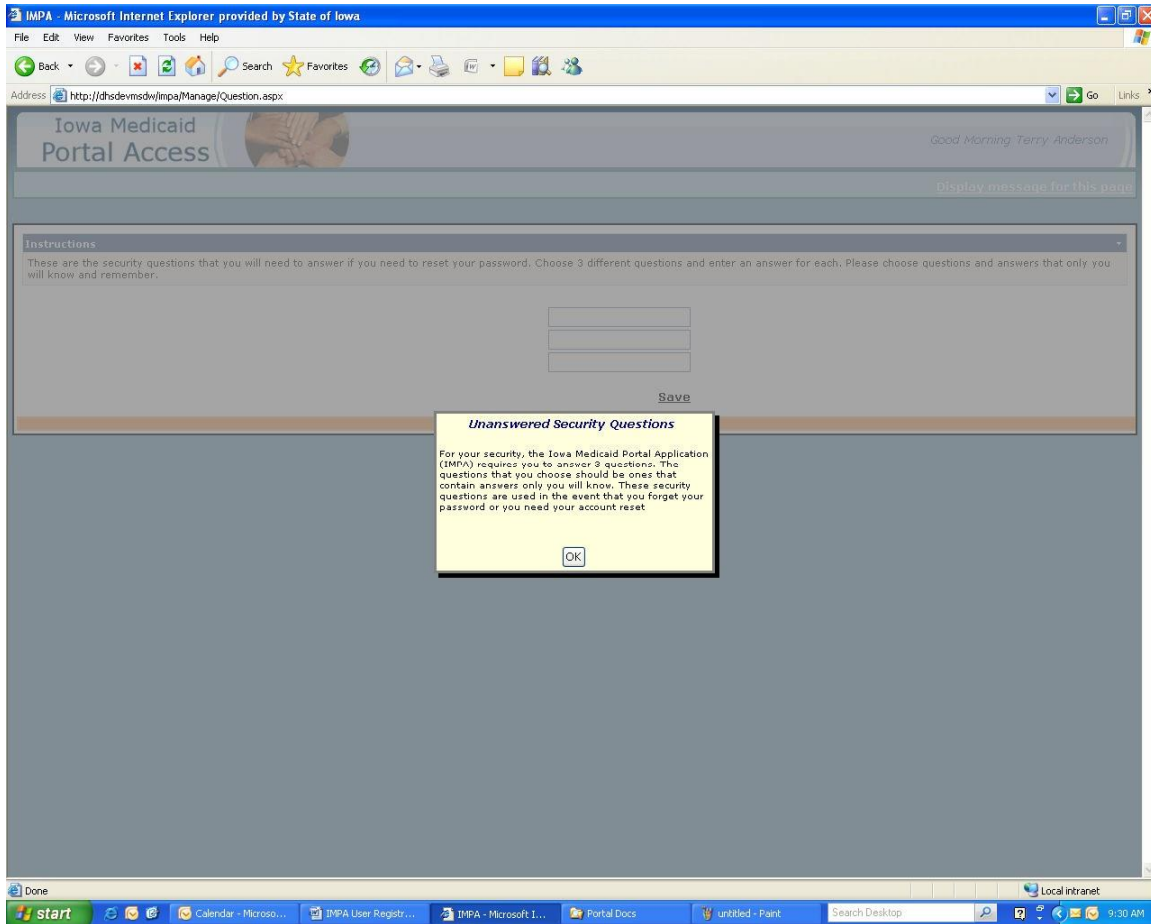 IMPA - Microsoft Internet Explorer provided by State of Iowa
File Edit View Favorites Tools Help
Back Search Favorites
Address http://dhsdevmsdw/impa/Manage/Question.aspx Go Links
Iowa Medicaid
Portal Access
Good Morning Terry Anderson
Display message for this page
Instructions
These are the security questions that you will need to answer if you need to reset your password. Choose 3 different questions and enter an answer for each. Please choose questions and answers that only you
will know and remember.
Save
Unanswered Security Questions
For your security, the Iowa Medicaid Portal Application
(IMPA) requires you to answer 3 questions. The
questions that you choose should be ones that
contain answers only you will know. These security
questions are used in the event that you forget your
password or you need your account reset
OK
Done Local intranet
start Calendar - Microso... IMPA User Registr... IMPA - Microsoft I... Portal Docs untitled - Paint Search Desktop 9:30 AM